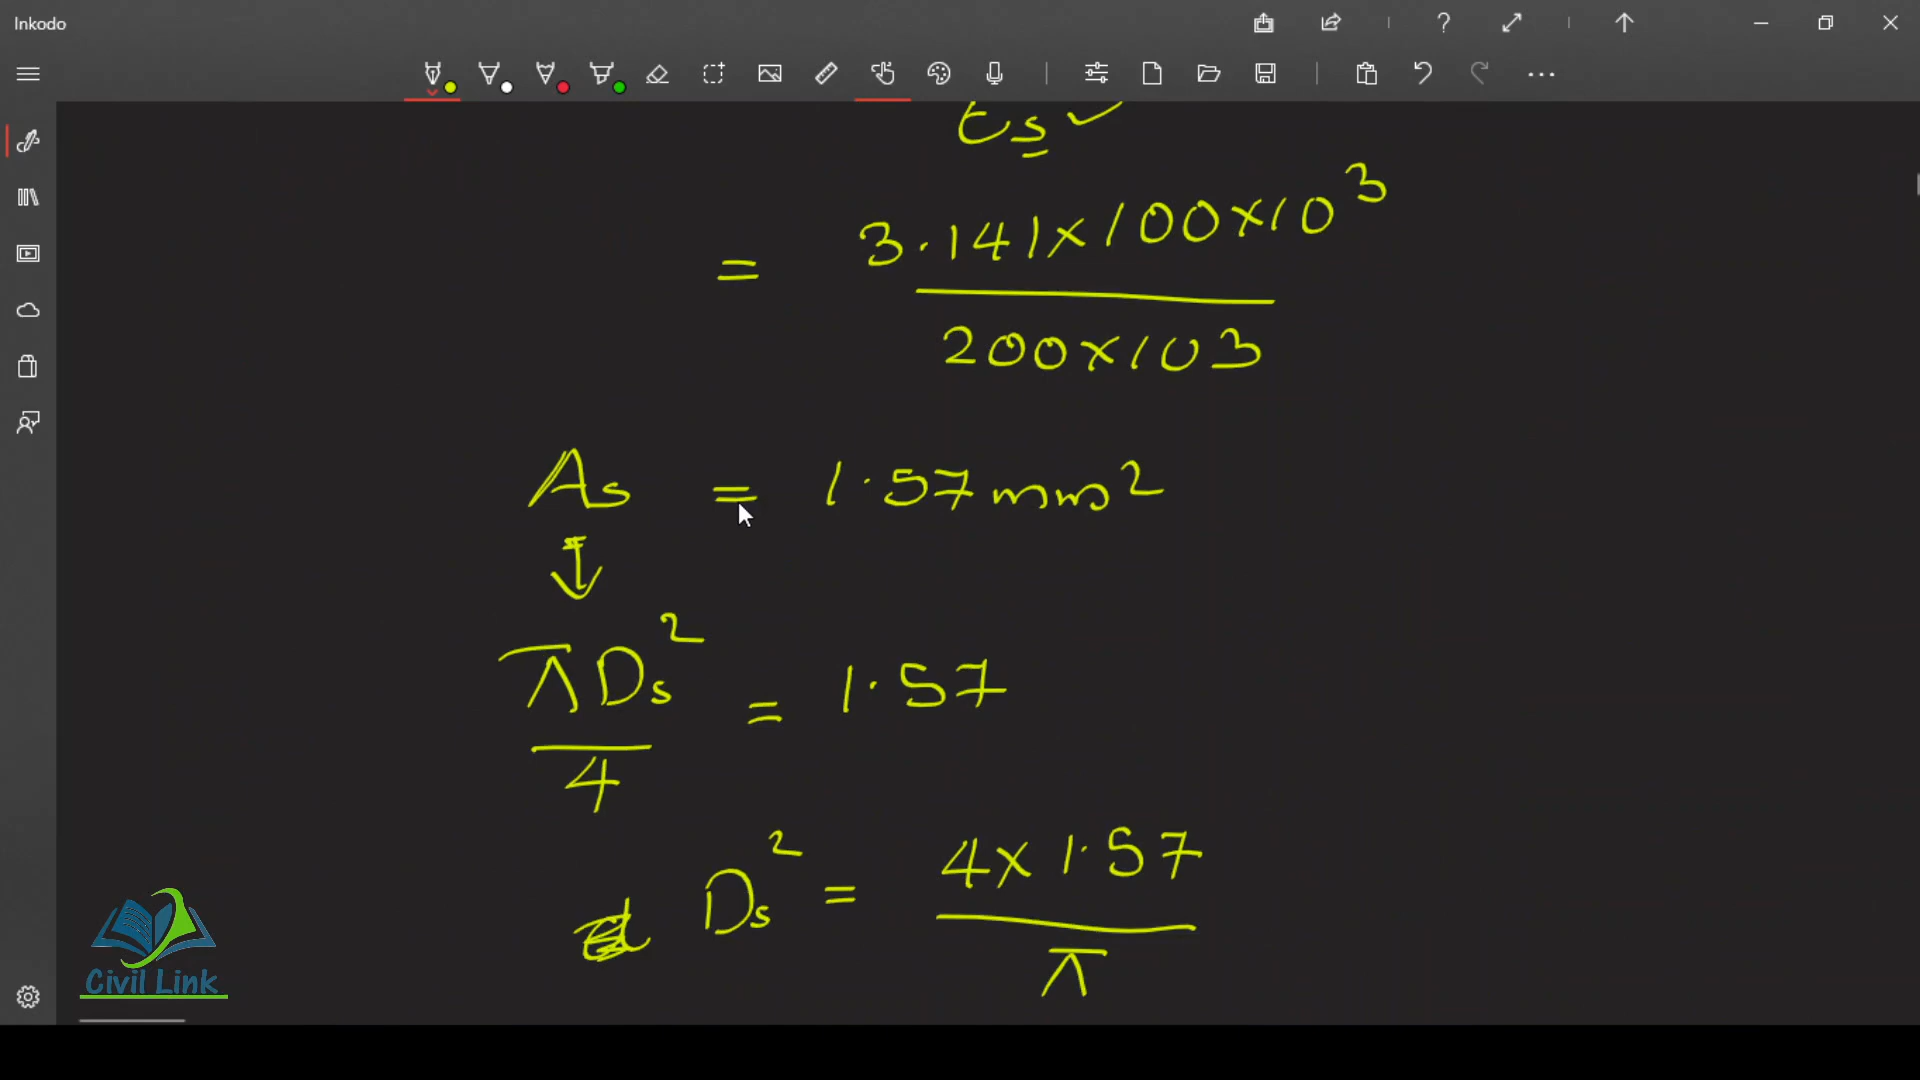 Inkodo
Es ✓
= 3.141×100×10³
200×103
As = 1.57 mm²
↓
πDs² = 1.57
4
Ds² = 4×1.57
π
Civil Link